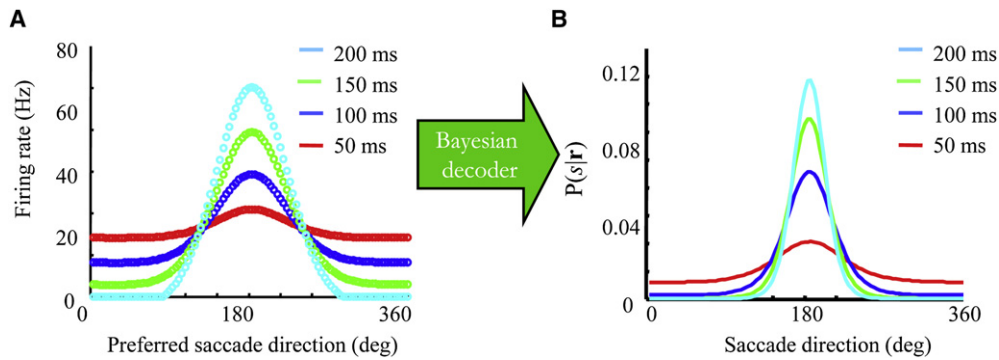 A
Firing rate (Hz)
80
60
40
20
0
180
360
Preferred saccade direction (deg)
200 ms
150 ms
100 ms
50 ms
Bayesian
decoder
B
P(s|r)
0.12
0.08
0.04
0
0
180
360
Saccade direction (deg)
200 ms
150 ms
100 ms
50 ms